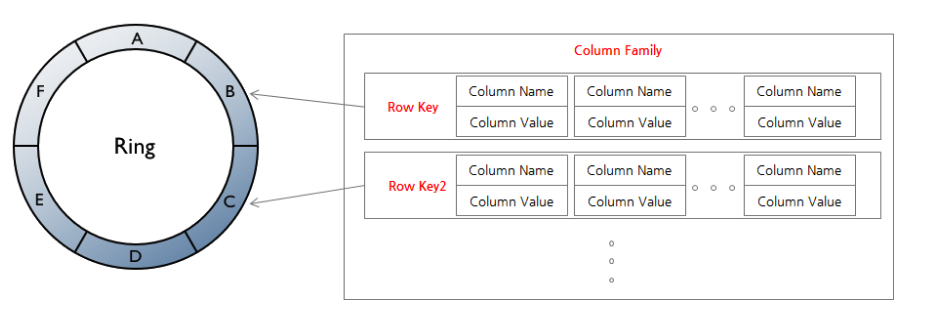 A
B
C
D
E
F
Ring
Column Family
Row Key
Column Name
Column Value
Column Name
Column Value
Column Name
Column Value
Row Key2
Column Name
Column Value
Column Name
Column Value
Column Name
Column Value